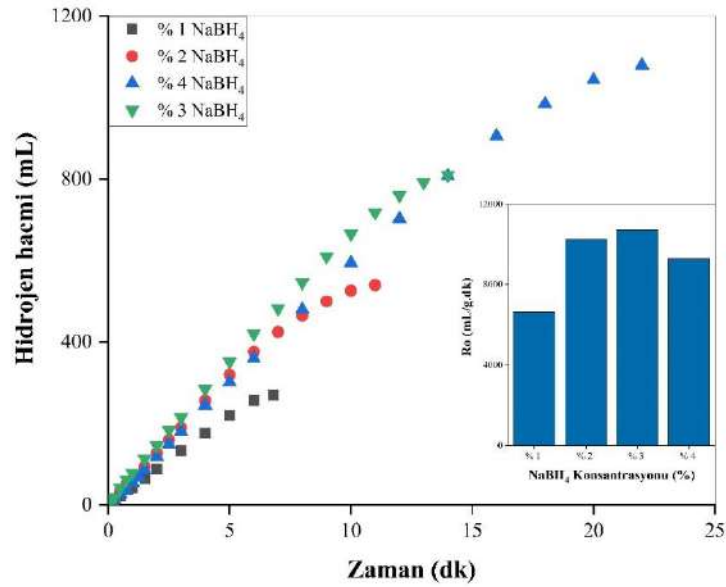 1200
800
400
0
Hidrojen hacmi (mL)
% 1 NaBH₄
% 2 NaBH₄
% 4 NaBH₄
% 3 NaBH₄
12000
8000
4000
0
Ro (mL/g.dk)
% 1 % 2 % 3 % 4
NaBH₄ Konsantrasyonu (%)
0 5 10 15 20 25
Zaman (dk)